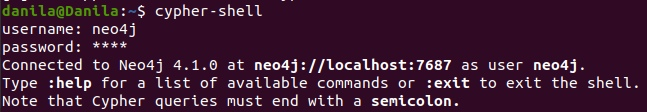 danila@Danila:~$ cypher-shell
username: neo4j
password: ****
Connected to Neo4j 4.1.0 at neo4j://localhost:7687 as user neo4j.
Type :help for a list of available commands or :exit to exit the shell.
Note that Cypher queries must end with a semicolon.